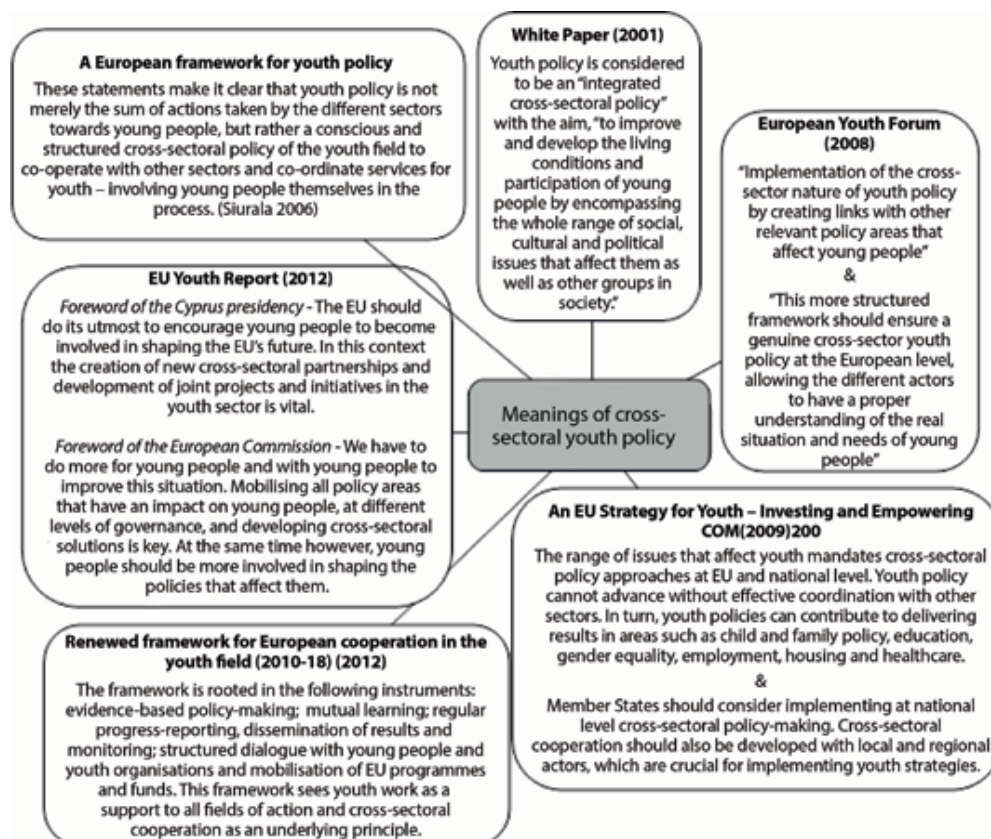 A European framework for youth policy
These statements make it clear that youth policy is not
merely the sum of actions taken by the different sectors
towards young people, but rather a conscious and
structured cross-sectoral policy of the youth field to
co-operate with other sectors and co-ordinate services for
youth – involving young people themselves in the
process. (Siurala 2006)
White Paper (2001)
Youth policy is considered
to be an "integrated
cross-sectoral policy"
with the aim, "to improve
and develop the living
conditions and
participation of young
people by encompassing
the whole range of social,
cultural and political
issues that affect them as
well as other groups in
society."
European Youth Forum
(2008)
"Implementation of the cross-
sector nature of youth policy
by creating links with other
relevant policy areas that
affect young people"
&
"This more structured
framework should ensure a
genuine cross-sector youth
policy at the European level,
allowing the different actors
to have a proper
understanding of the real
situation and needs of young
people"
EU Youth Report (2012)
Foreword of the Cyprus presidency - The EU should
do its utmost to encourage young people to become
involved in shaping the EU's future. In this context
the creation of new cross-sectoral partnerships and
development of joint projects and initiatives in the
youth sector is vital.
Foreword of the European Commission - We have to
do more for young people and with young people to
improve this situation. Mobilising all policy areas
that have an impact on young people, at different
levels of governance, and developing cross-sectoral
solutions is key. At the same time however, young
people should be more involved in shaping the
policies that affect them.
Meanings of cross-
sectoral youth policy
An EU Strategy for Youth – Investing and Empowering
COM(2009)200
The range of issues that affect youth mandates cross-sectoral
policy approaches at EU and national level. Youth policy
cannot advance without effective coordination with other
sectors. In turn, youth policies can contribute to delivering
results in areas such as child and family policy, education,
gender equality, employment, housing and healthcare.
&
Member States should consider implementing at national
level cross-sectoral policy-making. Cross-sectoral
cooperation should also be developed with local and regional
actors, which are crucial for implementing youth strategies.
Renewed framework for European cooperation in the
youth field (2010-18) (2012)
The framework is rooted in the following instruments:
evidence-based policy-making; mutual learning; regular
progress-reporting, dissemination of results and
monitoring; structured dialogue with young people and
youth organisations and mobilisation of EU programmes
and funds. This framework sees youth work as a
support to all fields of action and cross-sectoral
cooperation as an underlying principle.